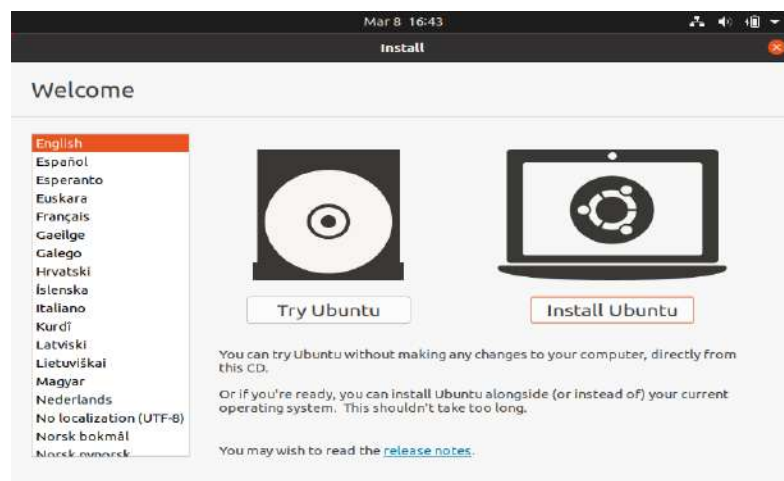 Mar 8 16:43
Install
Welcome
English
Español
Esperanto
Euskara
Français
Gaeilge
Galego
Hrvatski
Íslenska
Italiano
Kurdî
Latviski
Lietuviškai
Magyar
Nederlands
No localization (UTF-8)
Norsk bokmål
Norsk nynorsk
Try Ubuntu
Install Ubuntu
You can try Ubuntu without making any changes to your computer, directly from
this CD.
Or if you're ready, you can install Ubuntu alongside (or instead of) your current
operating system. This shouldn't take too long.
You may wish to read the release notes.